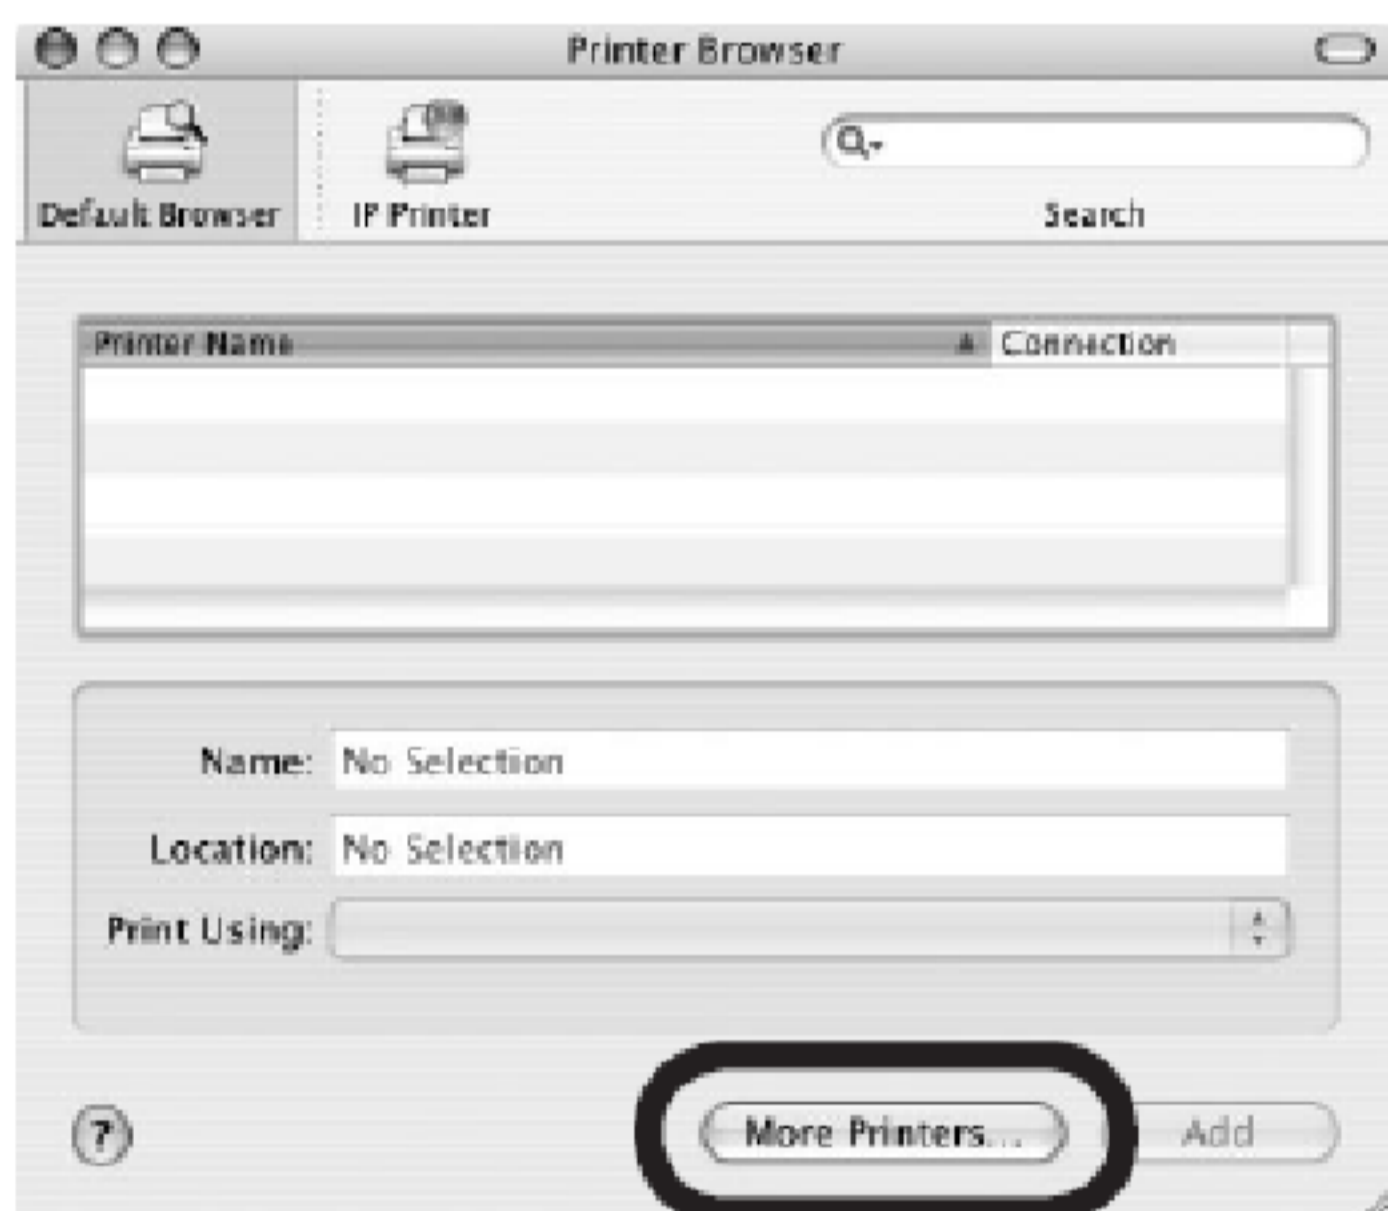 Printer Browser
Default Browser
IP Printer
Search
Printer Name
Connection
Name: No Selection
Location: No Selection
Print Using:
?
More Printers...
Add